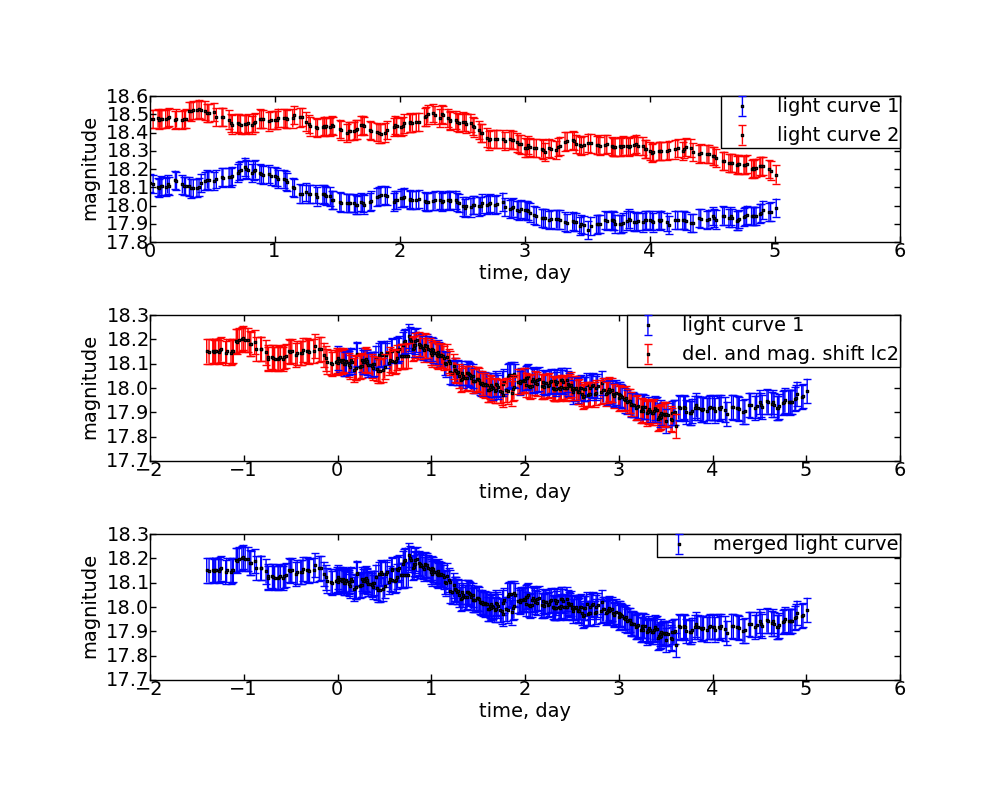 18.6
18.5
18.4
18.3
18.2
18.1
18.0
17.9
17.8
magnitude
light curve 1
light curve 2
0 1 2 3 4 5 6
time, day
18.3
18.2
18.1
18.0
17.9
17.8
17.7
magnitude
light curve 1
del. and mag. shift lc2
−2 −1 0 1 2 3 4 5 6
time, day
18.3
18.2
18.1
18.0
17.9
17.8
17.7
magnitude
merged light curve
−2 −1 0 1 2 3 4 5 6
time, day